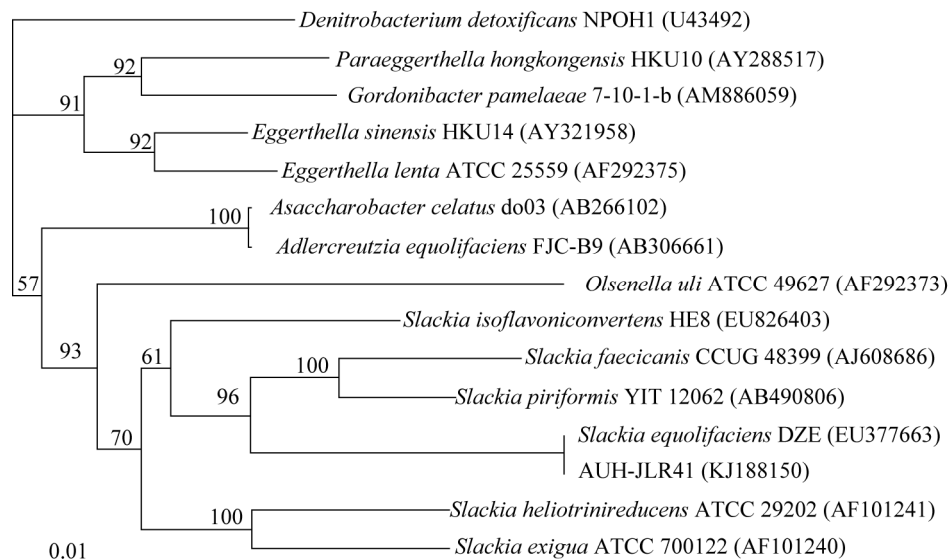 Denitrobacterium detoxificans NPOH1 (U43492)
92
Paraeggerthella hongkongensis HKU10 (AY288517)
Gordonibacter pamelaeae 7-10-1-b (AM886059)
91
92
Eggerthella sinensis HKU14 (AY321958)
Eggerthella lenta ATCC 25559 (AF292375)
100
Asaccharobacter celatus do03 (AB266102)
Adlercreutzia equolifaciens FJC-B9 (AB306661)
57
Olsenella uli ATCC 49627 (AF292373)
93
Slackia isoflavoniconvertens HE8 (EU826403)
61
100
Slackia faecicanis CCUG 48399 (AJ608686)
Slackia piriformis YIT 12062 (AB490806)
96
Slackia equolifaciens DZE (EU377663)
70
AUH-JLR41 (KJ188150)
100
Slackia heliotrinireducens ATCC 29202 (AF101241)
Slackia exigua ATCC 700122 (AF101240)
0.01